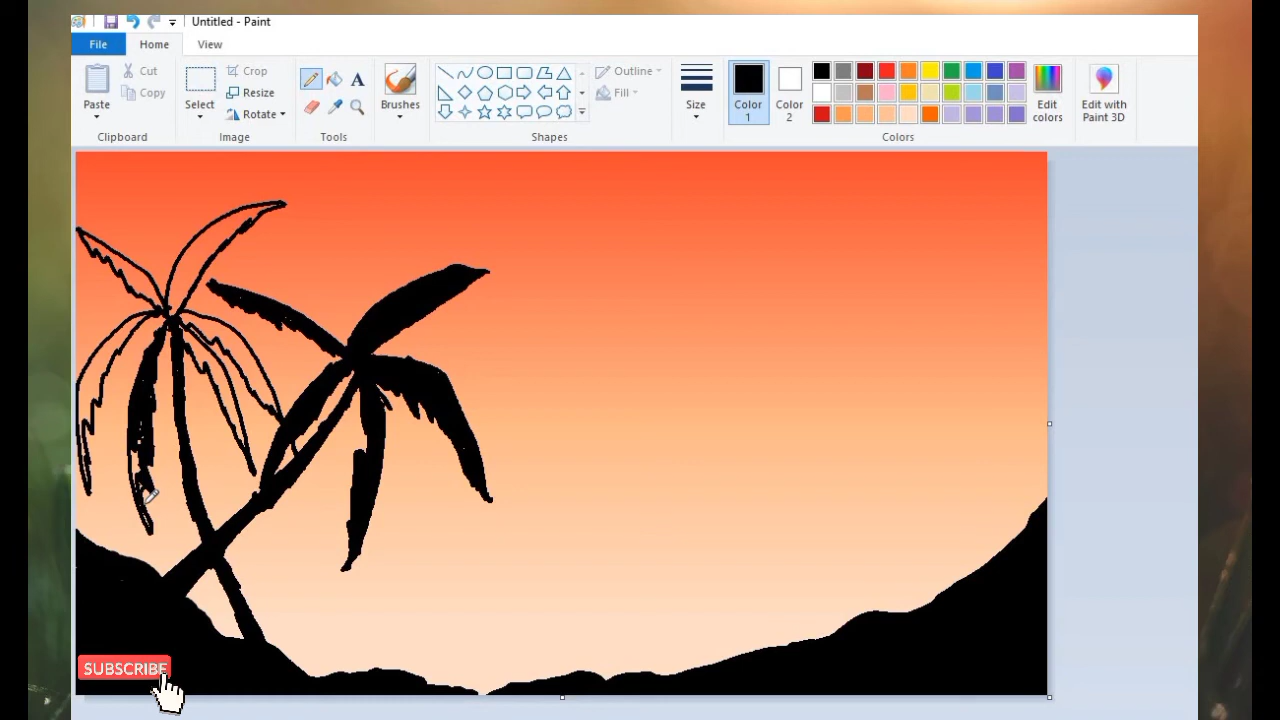 Untitled - Paint
File Home View
Cut Crop Outline
Copy Resize Fill
Paste Select Rotate Brushes Size Color 1 Color 2 Edit colors Edit with Paint 3D
Clipboard Image Tools Shapes Colors
SUBSCRIBE